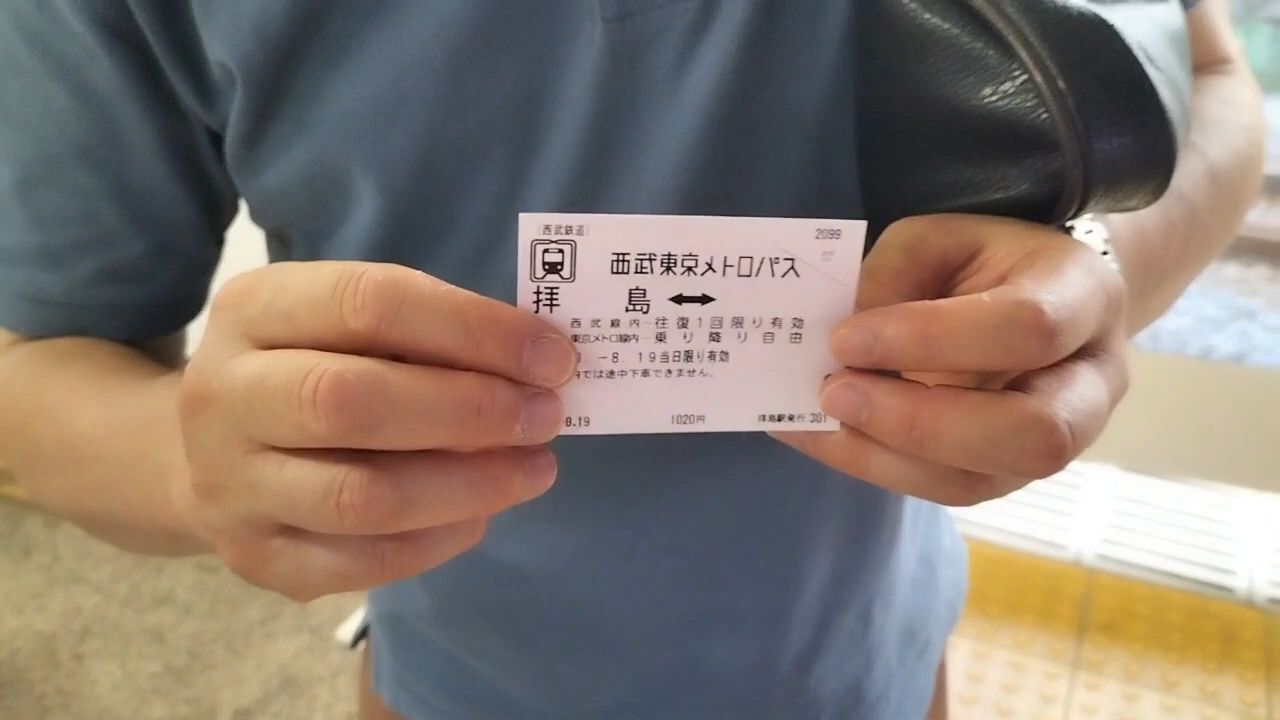 (西武鉄道) 2099
西武東京メトロパス
拝 島 ⟷
西武線内…往復1回限り有効
東京メトロ線内…乗り降り自由
-8.19当日限り有効
では途中下車できません。
8.19 1020円 拝島駅発行 301